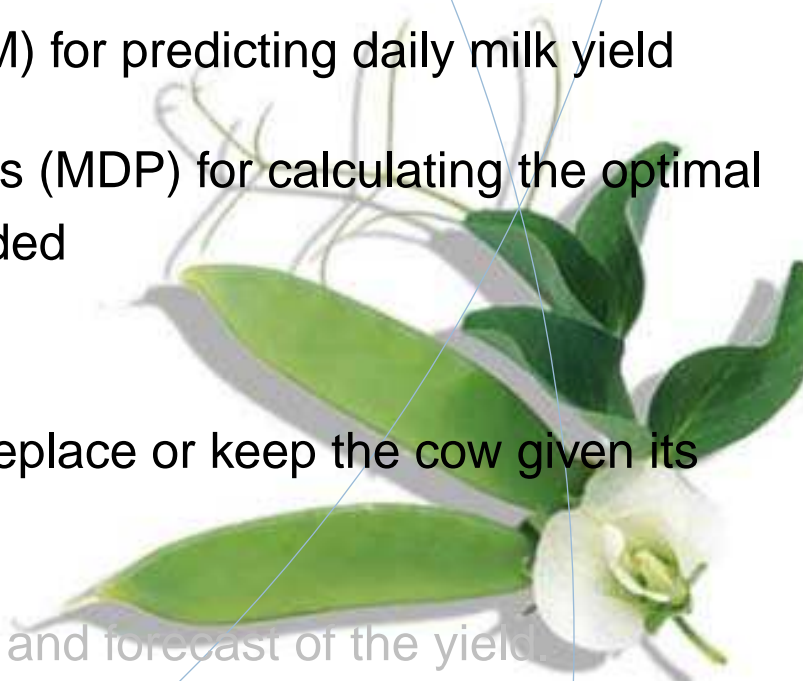 M) for predicting daily milk yield
s (MDP) for calculating the optimal
ded
eplace or keep the cow given its
and forecast of the yield.